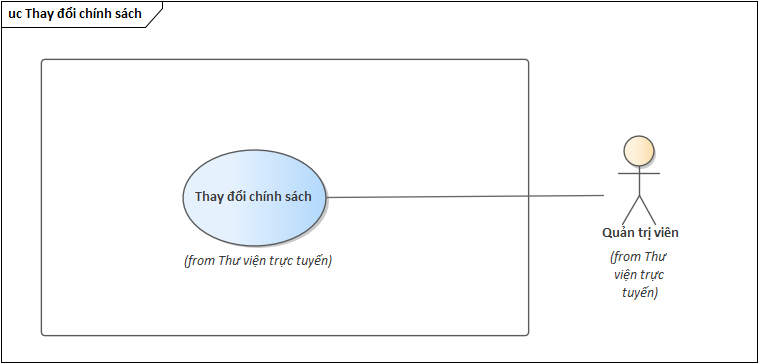 uc Thay đổi chính sách
Thay đổi chính sách
(from Thư viện trực tuyến)
Quản trị viên
(from Thư
viện trực
tuyến)